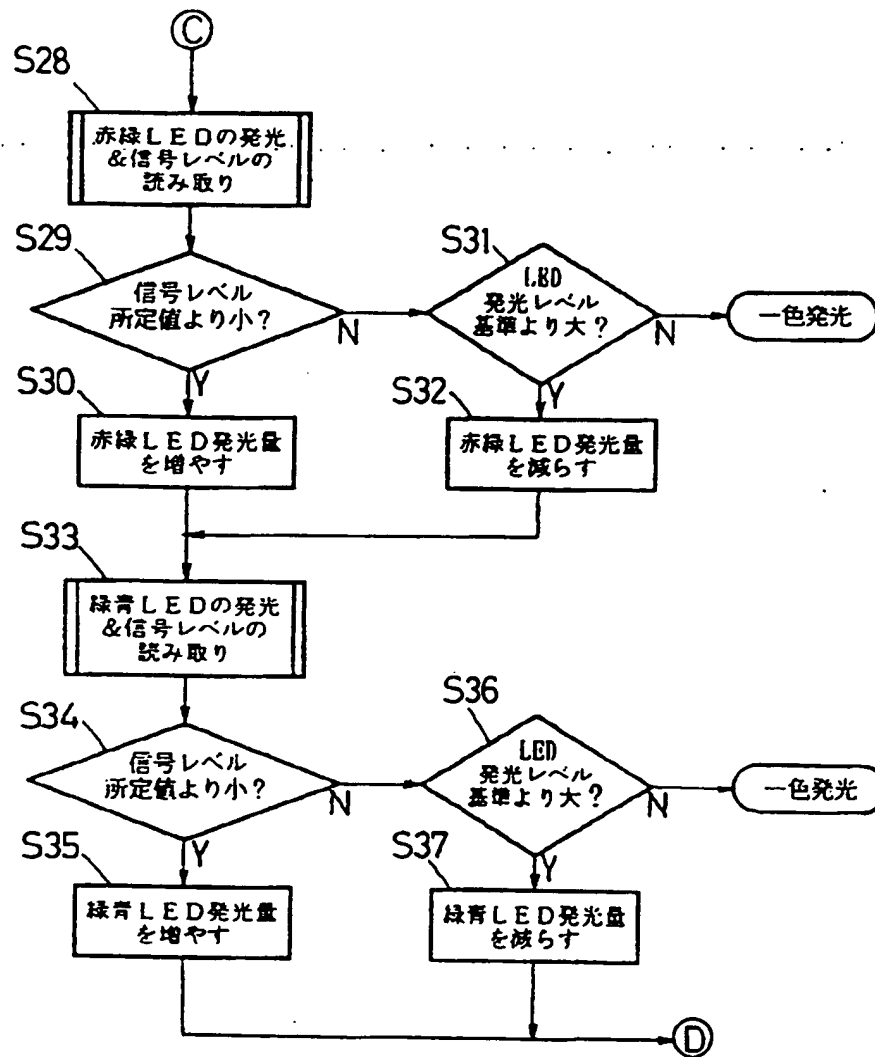 C
S28
赤緑LEDの発光
&信号レベルの
読み取り
S29
信号レベル
所定値より小?
N
Y
S31
LED
発光レベル
基準より大?
N
Y
一色発光
S30
赤緑LED発光量
を増やす
S32
赤緑LED発光量
を減らす
S33
緑青LEDの発光
&信号レベルの
読み取り
S34
信号レベル
所定値より小?
N
Y
S36
LED
発光レベル
基準より大?
N
Y
一色発光
S35
緑青LED発光量
を増やす
S37
緑青LED発光量
を減らす
D